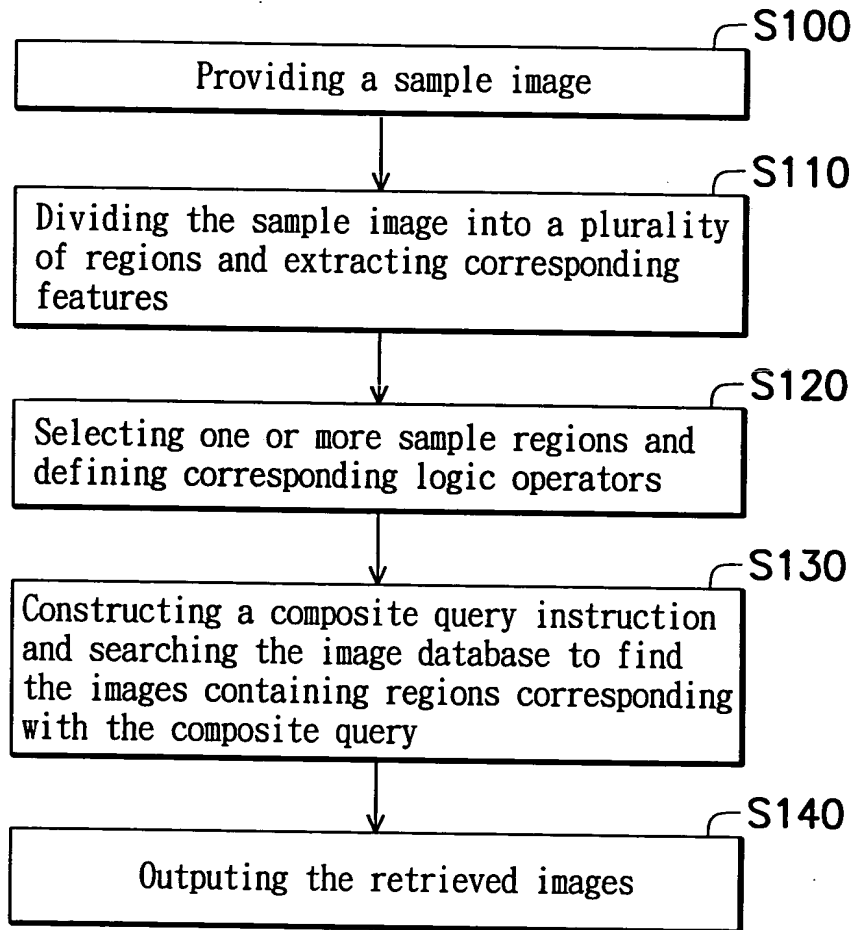 S100
Providing a sample image
S110
Dividing the sample image into a plurality
of regions and extracting corresponding
features
S120
Selecting one or more sample regions and
defining corresponding logic operators
S130
Constructing a composite query instruction
and searching the image database to find
the images containing regions corresponding
with the composite query
S140
Outputing the retrieved images